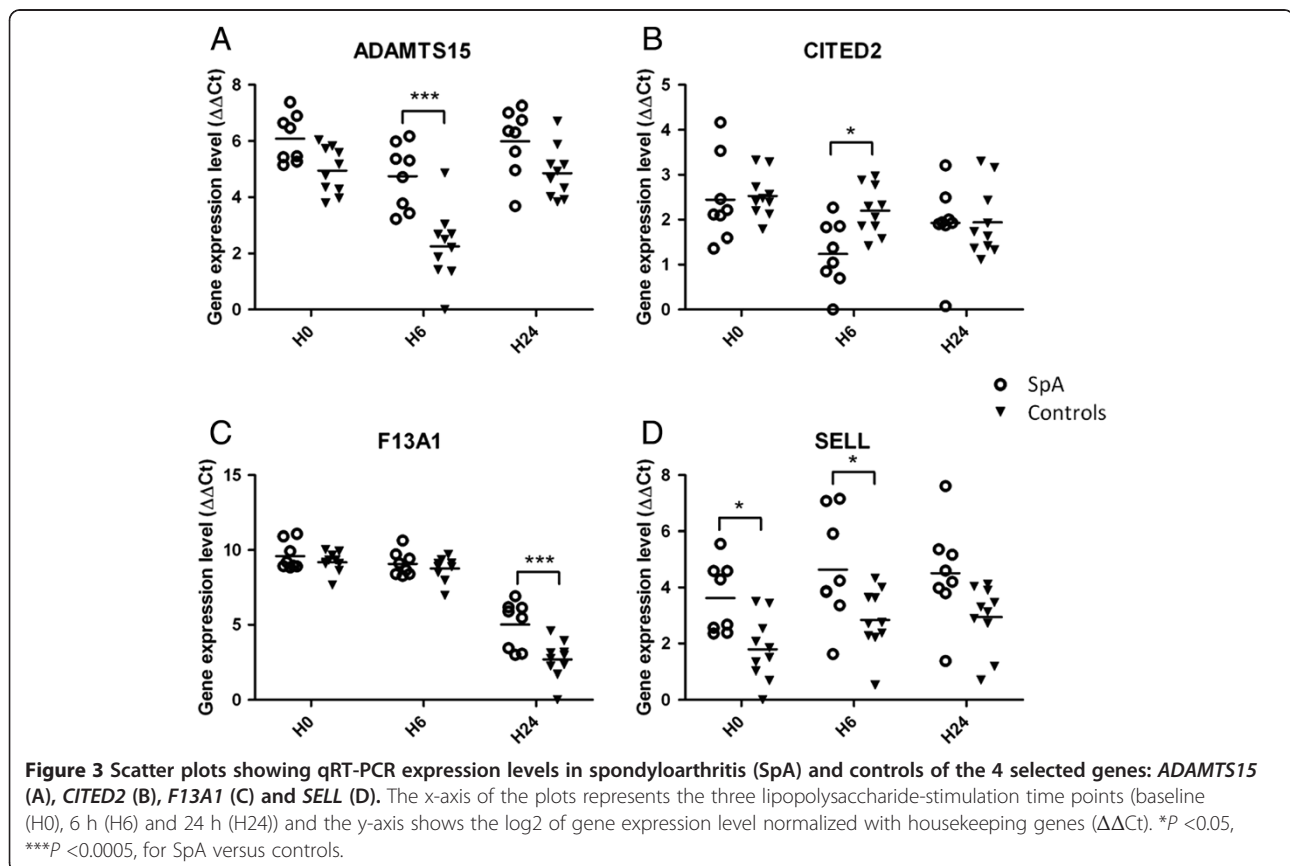 A
ADAMTS15
Gene expression level (ΔΔCt)
8
6
4
2
0
***
H0
H6
H24
B
CITED2
Gene expression level (ΔΔCt)
5
4
3
2
1
0
*
H0
H6
H24
SpA
Controls
C
F13A1
Gene expression level (ΔΔCt)
15
10
5
0
***
H0
H6
H24
D
SELL
Gene expression level (ΔΔCt)
8
6
4
2
0
*
*
H0
H6
H24
Figure 3 Scatter plots showing qRT-PCR expression levels in spondyloarthritis (SpA) and controls of the 4 selected genes: ADAMTS15
(A), CITED2 (B), F13A1 (C) and SELL (D). The x-axis of the plots represents the three lipopolysaccharide-stimulation time points (baseline
(H0), 6 h (H6) and 24 h (H24)) and the y-axis shows the log2 of gene expression level normalized with housekeeping genes (ΔΔCt). *P <0.05,
***P <0.0005, for SpA versus controls.